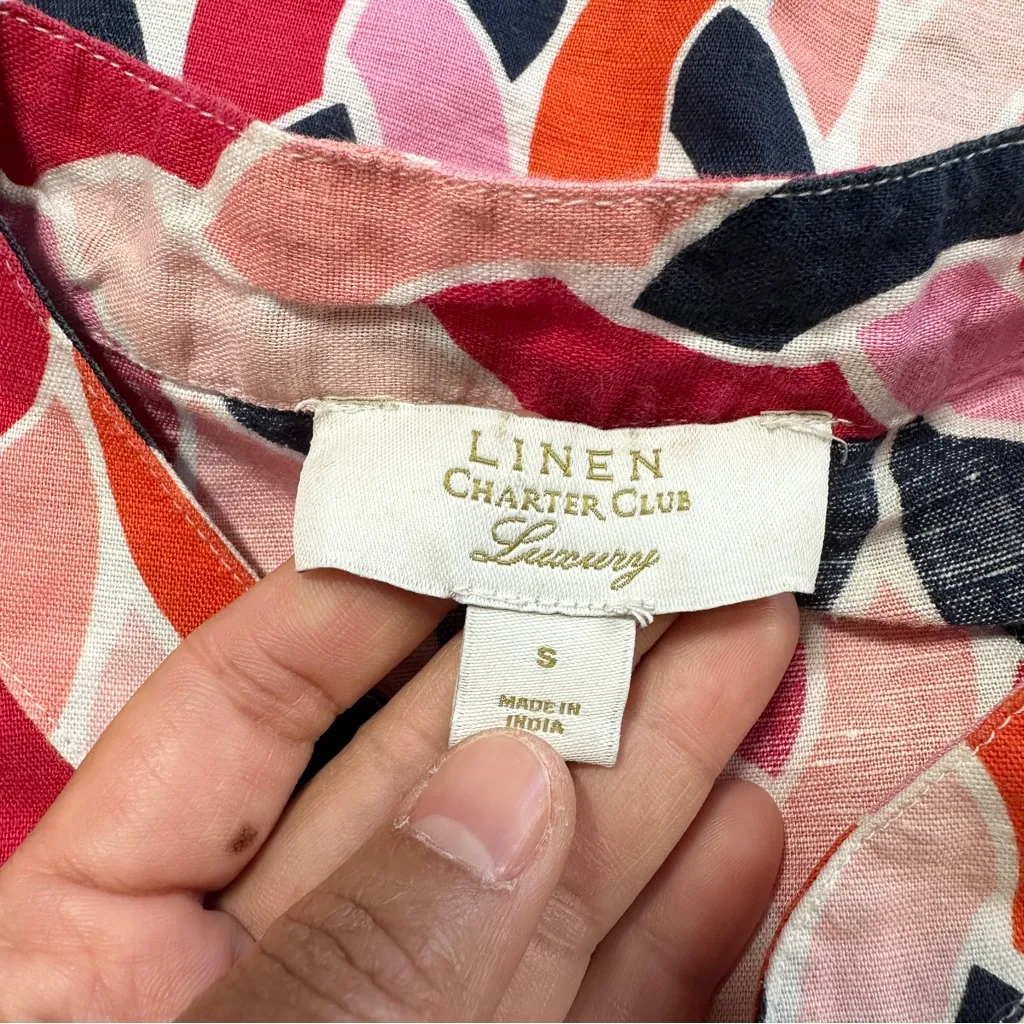 LINEN
CHARTER CLUB
Luxury
S
MADE IN
INDIA